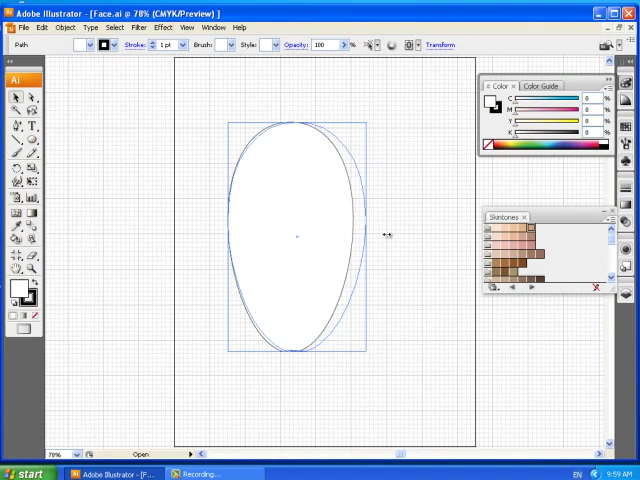 Adobe Illustrator - [Face.ai @ 78% (CMYK/Preview) ]
File Edit Object Type Select Filter Effect View Window Help
Path Stroke: 1 pt Brush: Style: Opacity: 100 % Transform
Ai
Color × Color Guide
C 0 %
M 0 %
Y 0 %
K 0 %
Skintones ×
78% Open
start Adobe Illustrator - [F... Recording... EN 9:59 AM